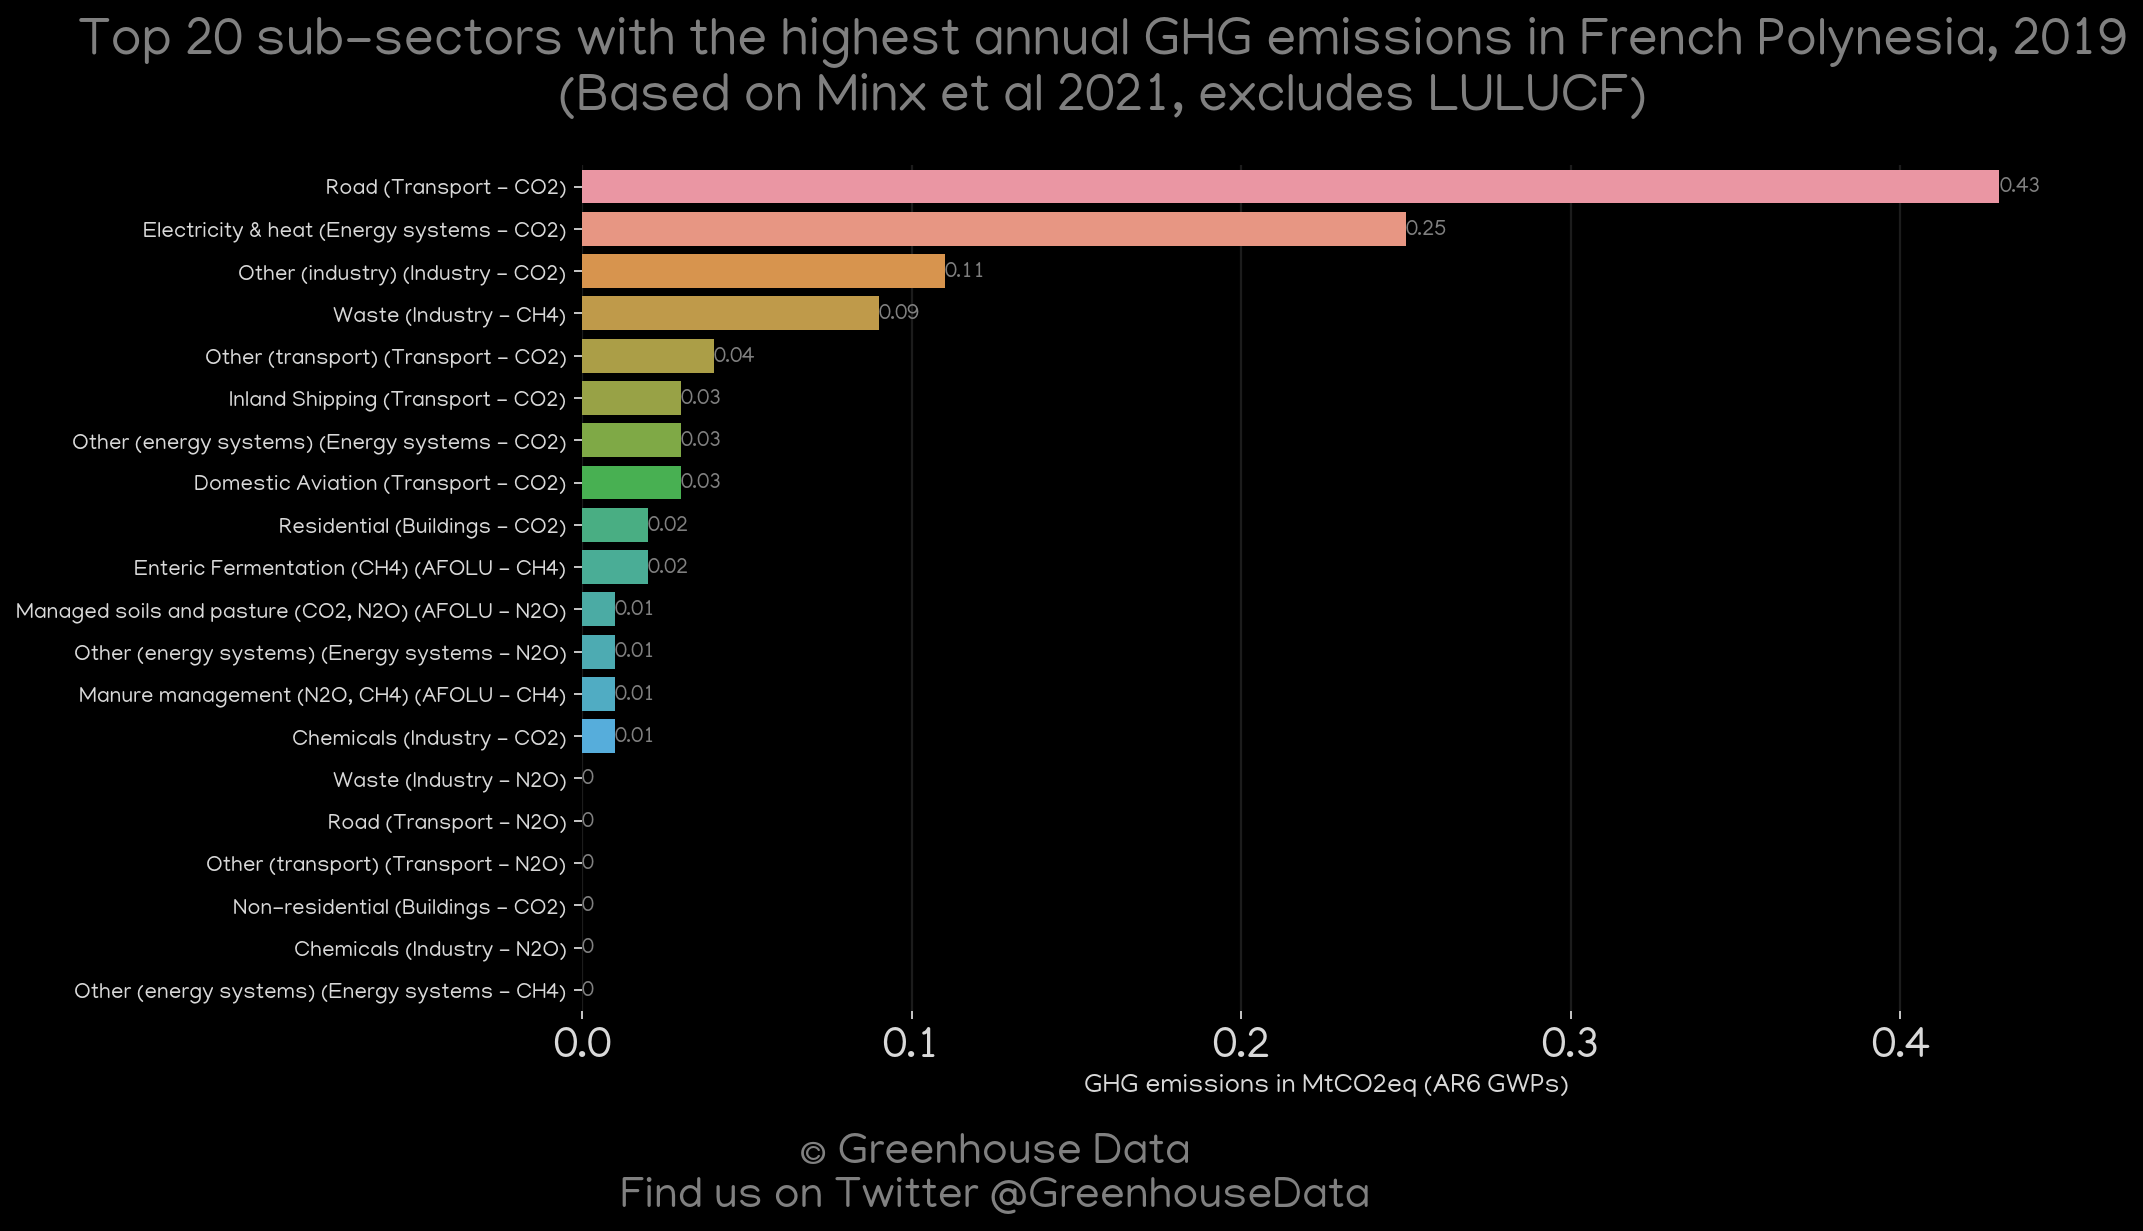 Top 20 sub-sectors with the highest annual GHG emissions in French Polynesia, 2019
(Based on Minx et al 2021, excludes LULUCF)
Road (Transport - CO2) 0.43
Electricity & heat (Energy systems - CO2) 0.25
Other (industry) (Industry - CO2) 0.11
Waste (Industry - CH4) 0.09
Other (transport) (Transport - CO2) 0.04
Inland Shipping (Transport - CO2) 0.03
Other (energy systems) (Energy systems - CO2) 0.03
Domestic Aviation (Transport - CO2) 0.03
Residential (Buildings - CO2) 0.02
Enteric Fermentation (CH4) (AFOLU - CH4) 0.02
Managed soils and pasture (CO2, N2O) (AFOLU - N2O) 0.01
Other (energy systems) (Energy systems - N2O) 0.01
Manure management (N2O, CH4) (AFOLU - CH4) 0.01
Chemicals (Industry - CO2) 0.01
Waste (Industry - N2O) 0
Road (Transport - N2O) 0
Other (transport) (Transport - N2O) 0
Non-residential (Buildings - CO2) 0
Chemicals (Industry - N2O) 0
Other (energy systems) (Energy systems - CH4) 0
0.0 0.1 0.2 0.3 0.4
GHG emissions in MtCO2eq (AR6 GWPs)
© Greenhouse Data
Find us on Twitter @GreenhouseData